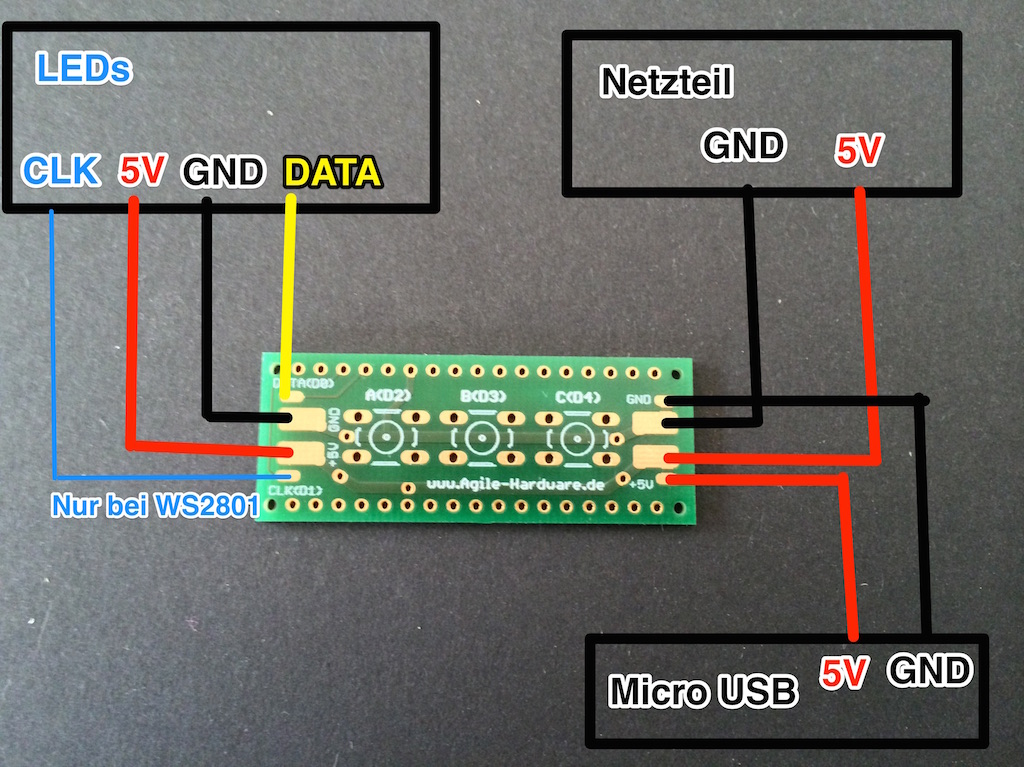 LEDs
CLK 5V GND DATA
Netzteil
GND 5V
DATA(D0)
A(D2) B(D3) C(D4)
GND
GND
+5V
CLK(D1)
www.Agile-Hardware.de
+5V
Nur bei WS2801
Micro USB 5V GND